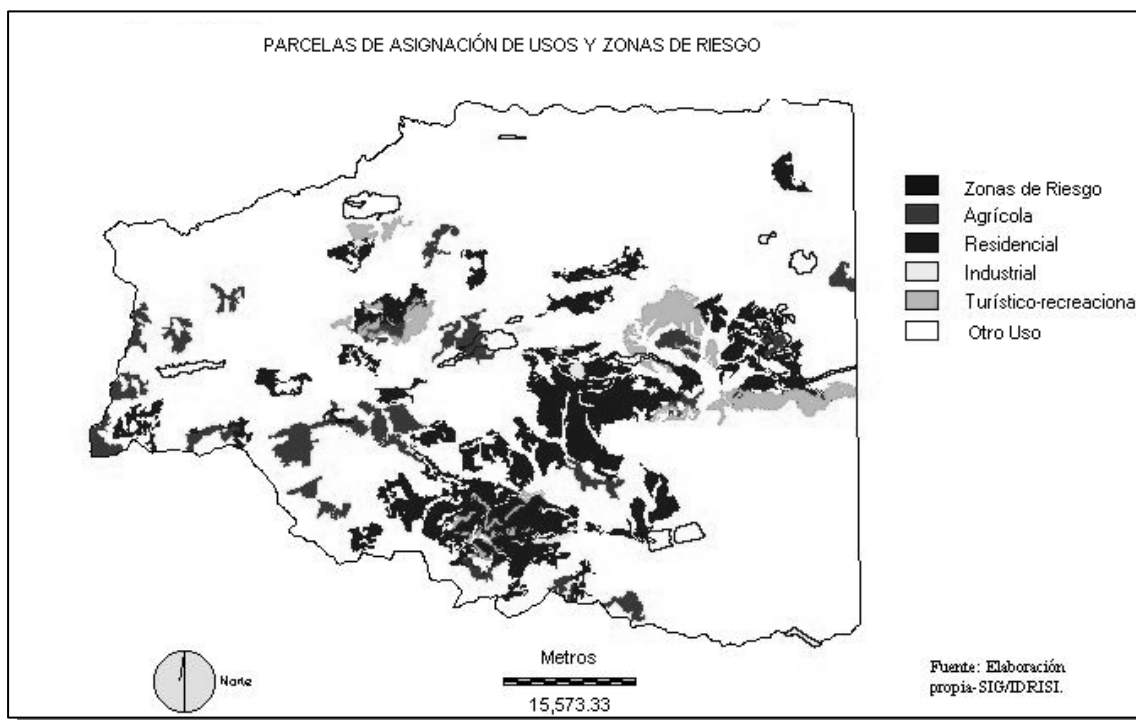 PARCELAS DE ASIGNACIÓN DE USOS Y ZONAS DE RIESGO
Zonas de Riesgo
Agrícola
Residencial
Industrial
Turístico-recreaciona
Otro Uso
Norte
Metros
15,573.33
Fuente: Elaboración
propia-SIG/IDRISI.